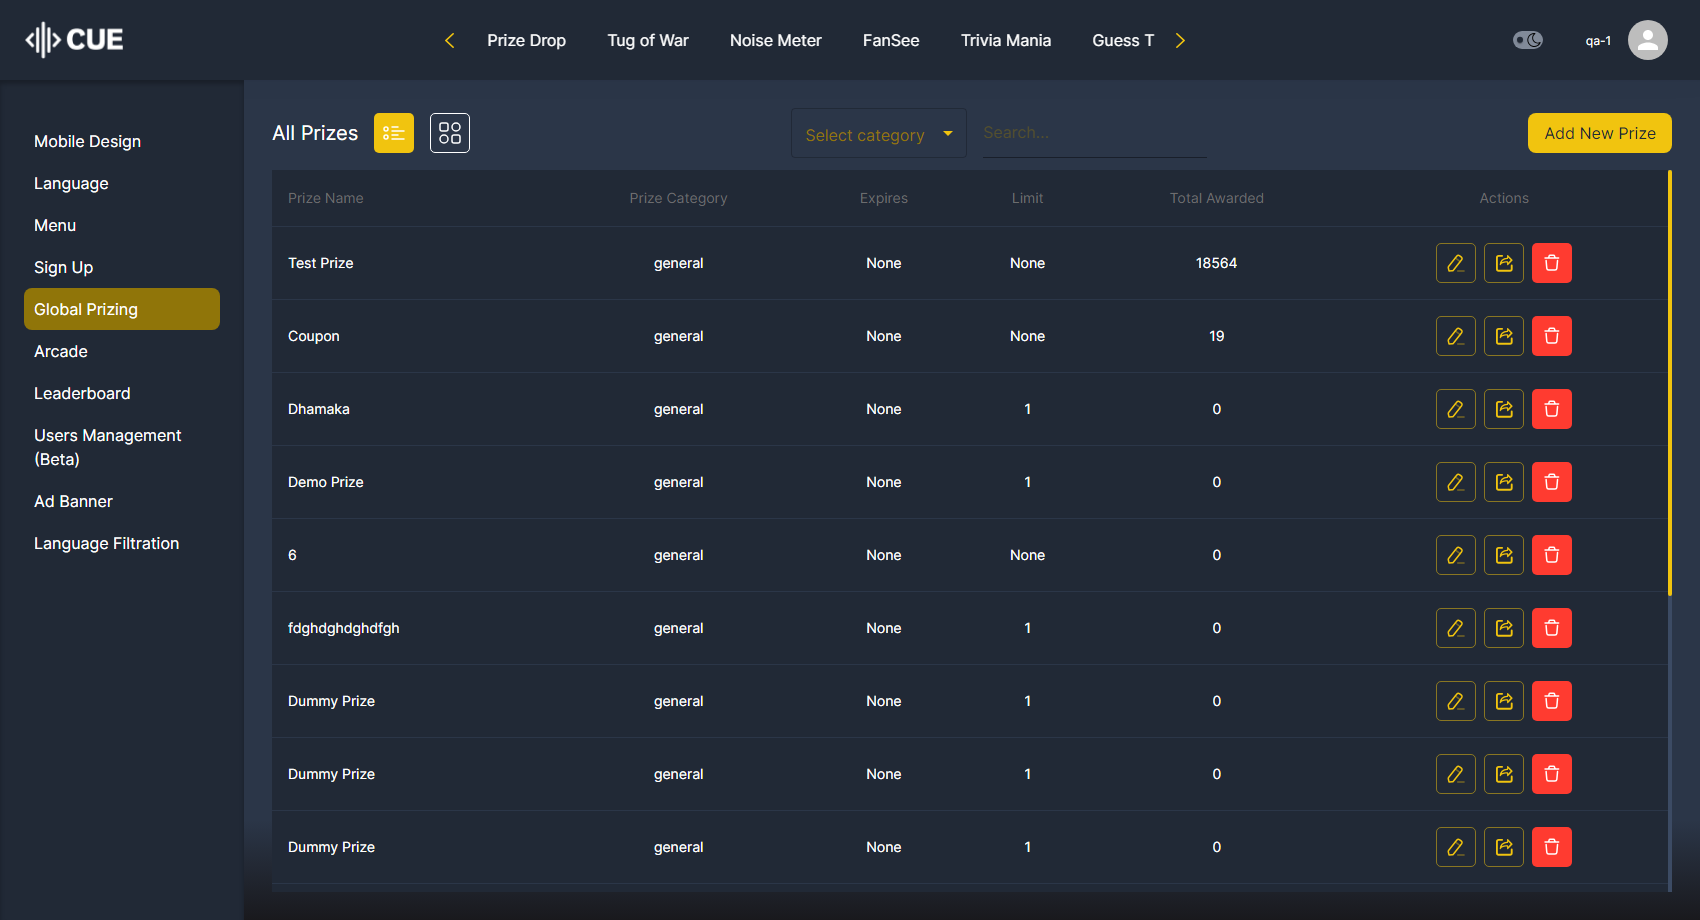 CUE
Prize Drop Tug of War Noise Meter FanSee Trivia Mania Guess T
qa-1
Mobile Design
Language
Menu
Sign Up
Global Prizing
Arcade
Leaderboard
Users Management
(Beta)
Ad Banner
Language Filtration
All Prizes
Select category
Search...
Add New Prize
Prize Name Prize Category Expires Limit Total Awarded Actions
Test Prize general None None 18564
Coupon general None None 19
Dhamaka general None 1 0
Demo Prize general None 1 0
6 general None None 0
fdghdghdghdfgh general None 1 0
Dummy Prize general None 1 0
Dummy Prize general None 1 0
Dummy Prize general None 1 0